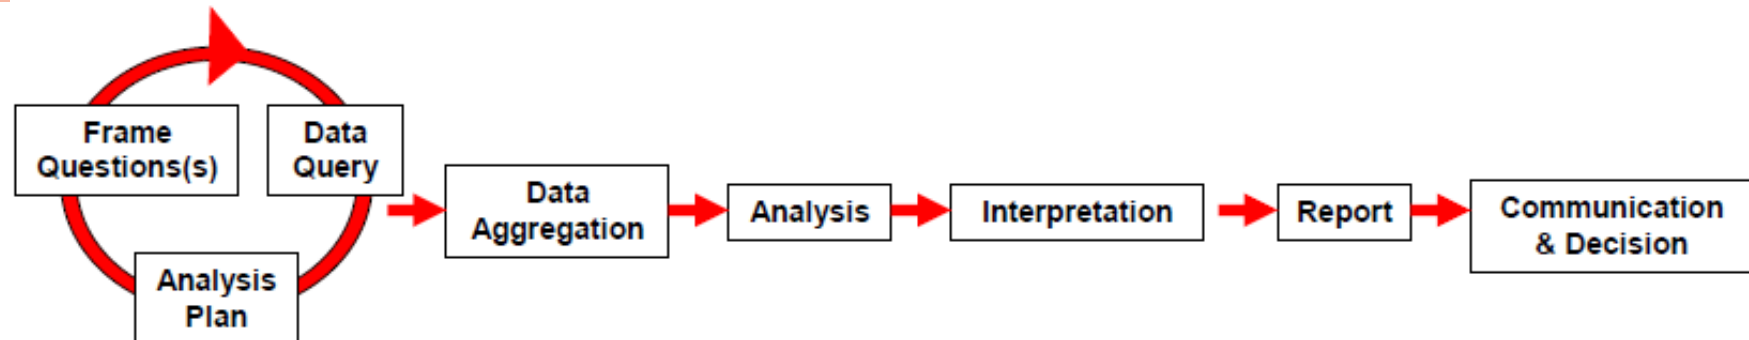 Frame
Questions(s)
Data
Query
Analysis
Plan
Data
Aggregation
Analysis
Interpretation
Report
Communication
& Decision